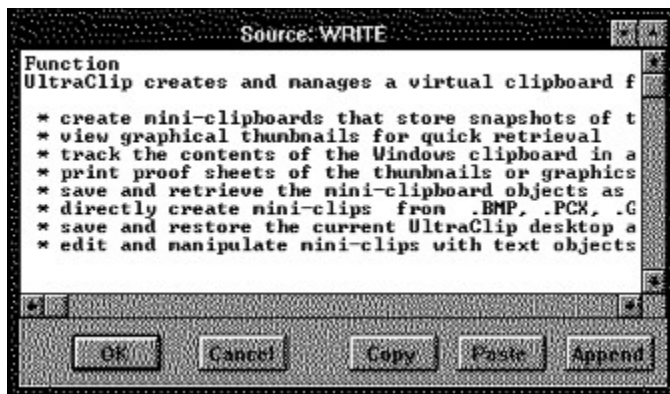 Source: WRITE
Function
UltraClip creates and manages a virtual clipboard f
* create mini-clipboards that store snapshots of t
* view graphical thumbnails for quick retrieval
* track the contents of the Windows clipboard in a
* print proof sheets of the thumbnails or graphics
* save and retrieve the mini-clipboard objects as
* directly create mini-clips from .BMP, .PCX, .G
* save and restore the current UltraClip desktop a
* edit and manipulate mini-clips with text objects
OK Cancel Copy Paste Append